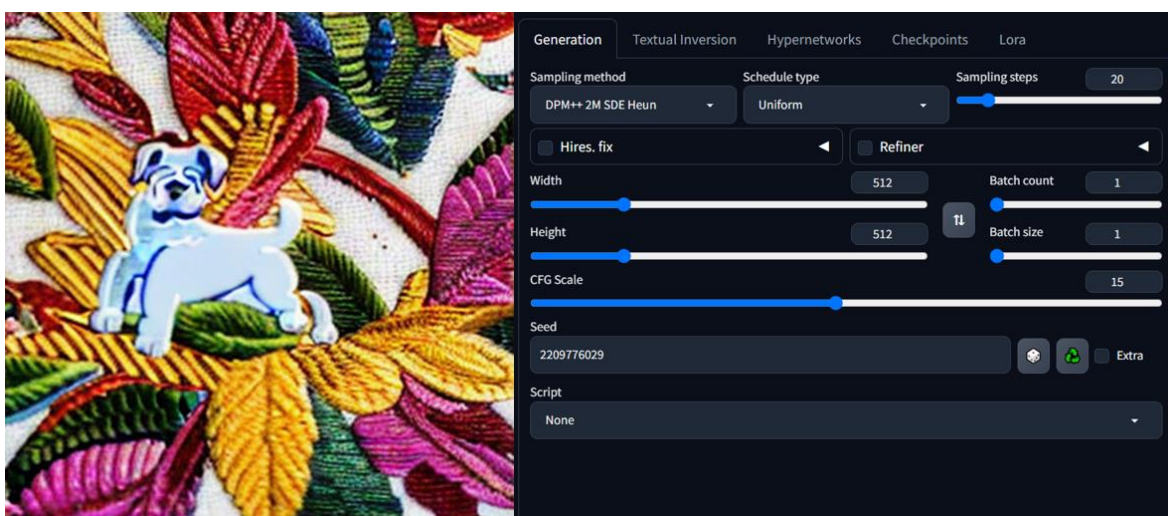 Generation Textual Inversion Hypernetworks Checkpoints Lora
Sampling method Schedule type Sampling steps 20
DPM++ 2M SDE Heun Uniform
Hires. fix Refiner
Width 512 Batch count 1
Height 512 Batch size 1
CFG Scale 15
Seed
2209776029 Extra
Script
None